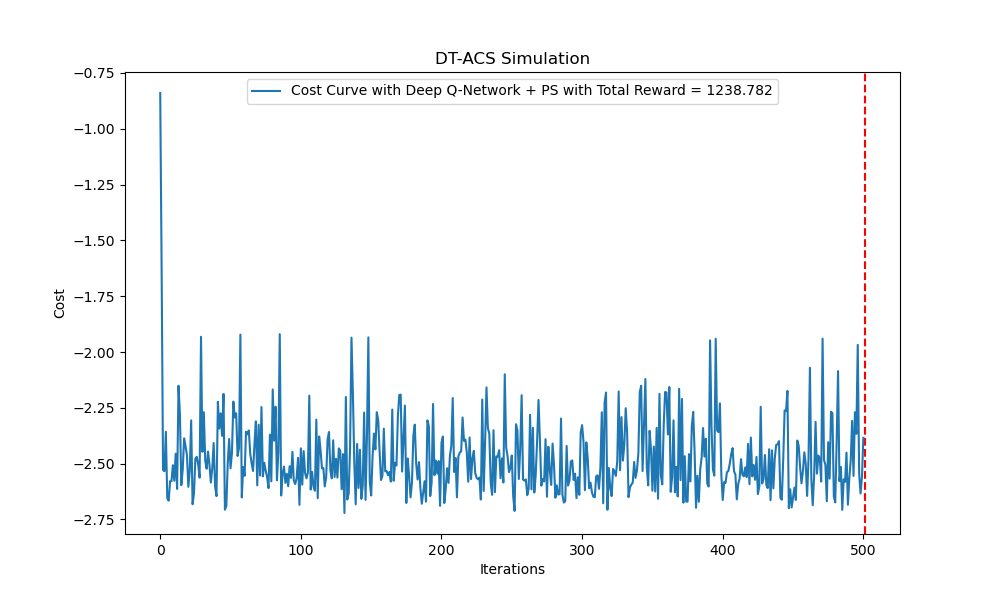 DT-ACS Simulation
Cost Curve with Deep Q-Network + PS with Total Reward = 1238.782
−0.75
−1.00
−1.25
−1.50
−1.75
−2.00
−2.25
−2.50
−2.75
Cost
0 100 200 300 400 500
Iterations